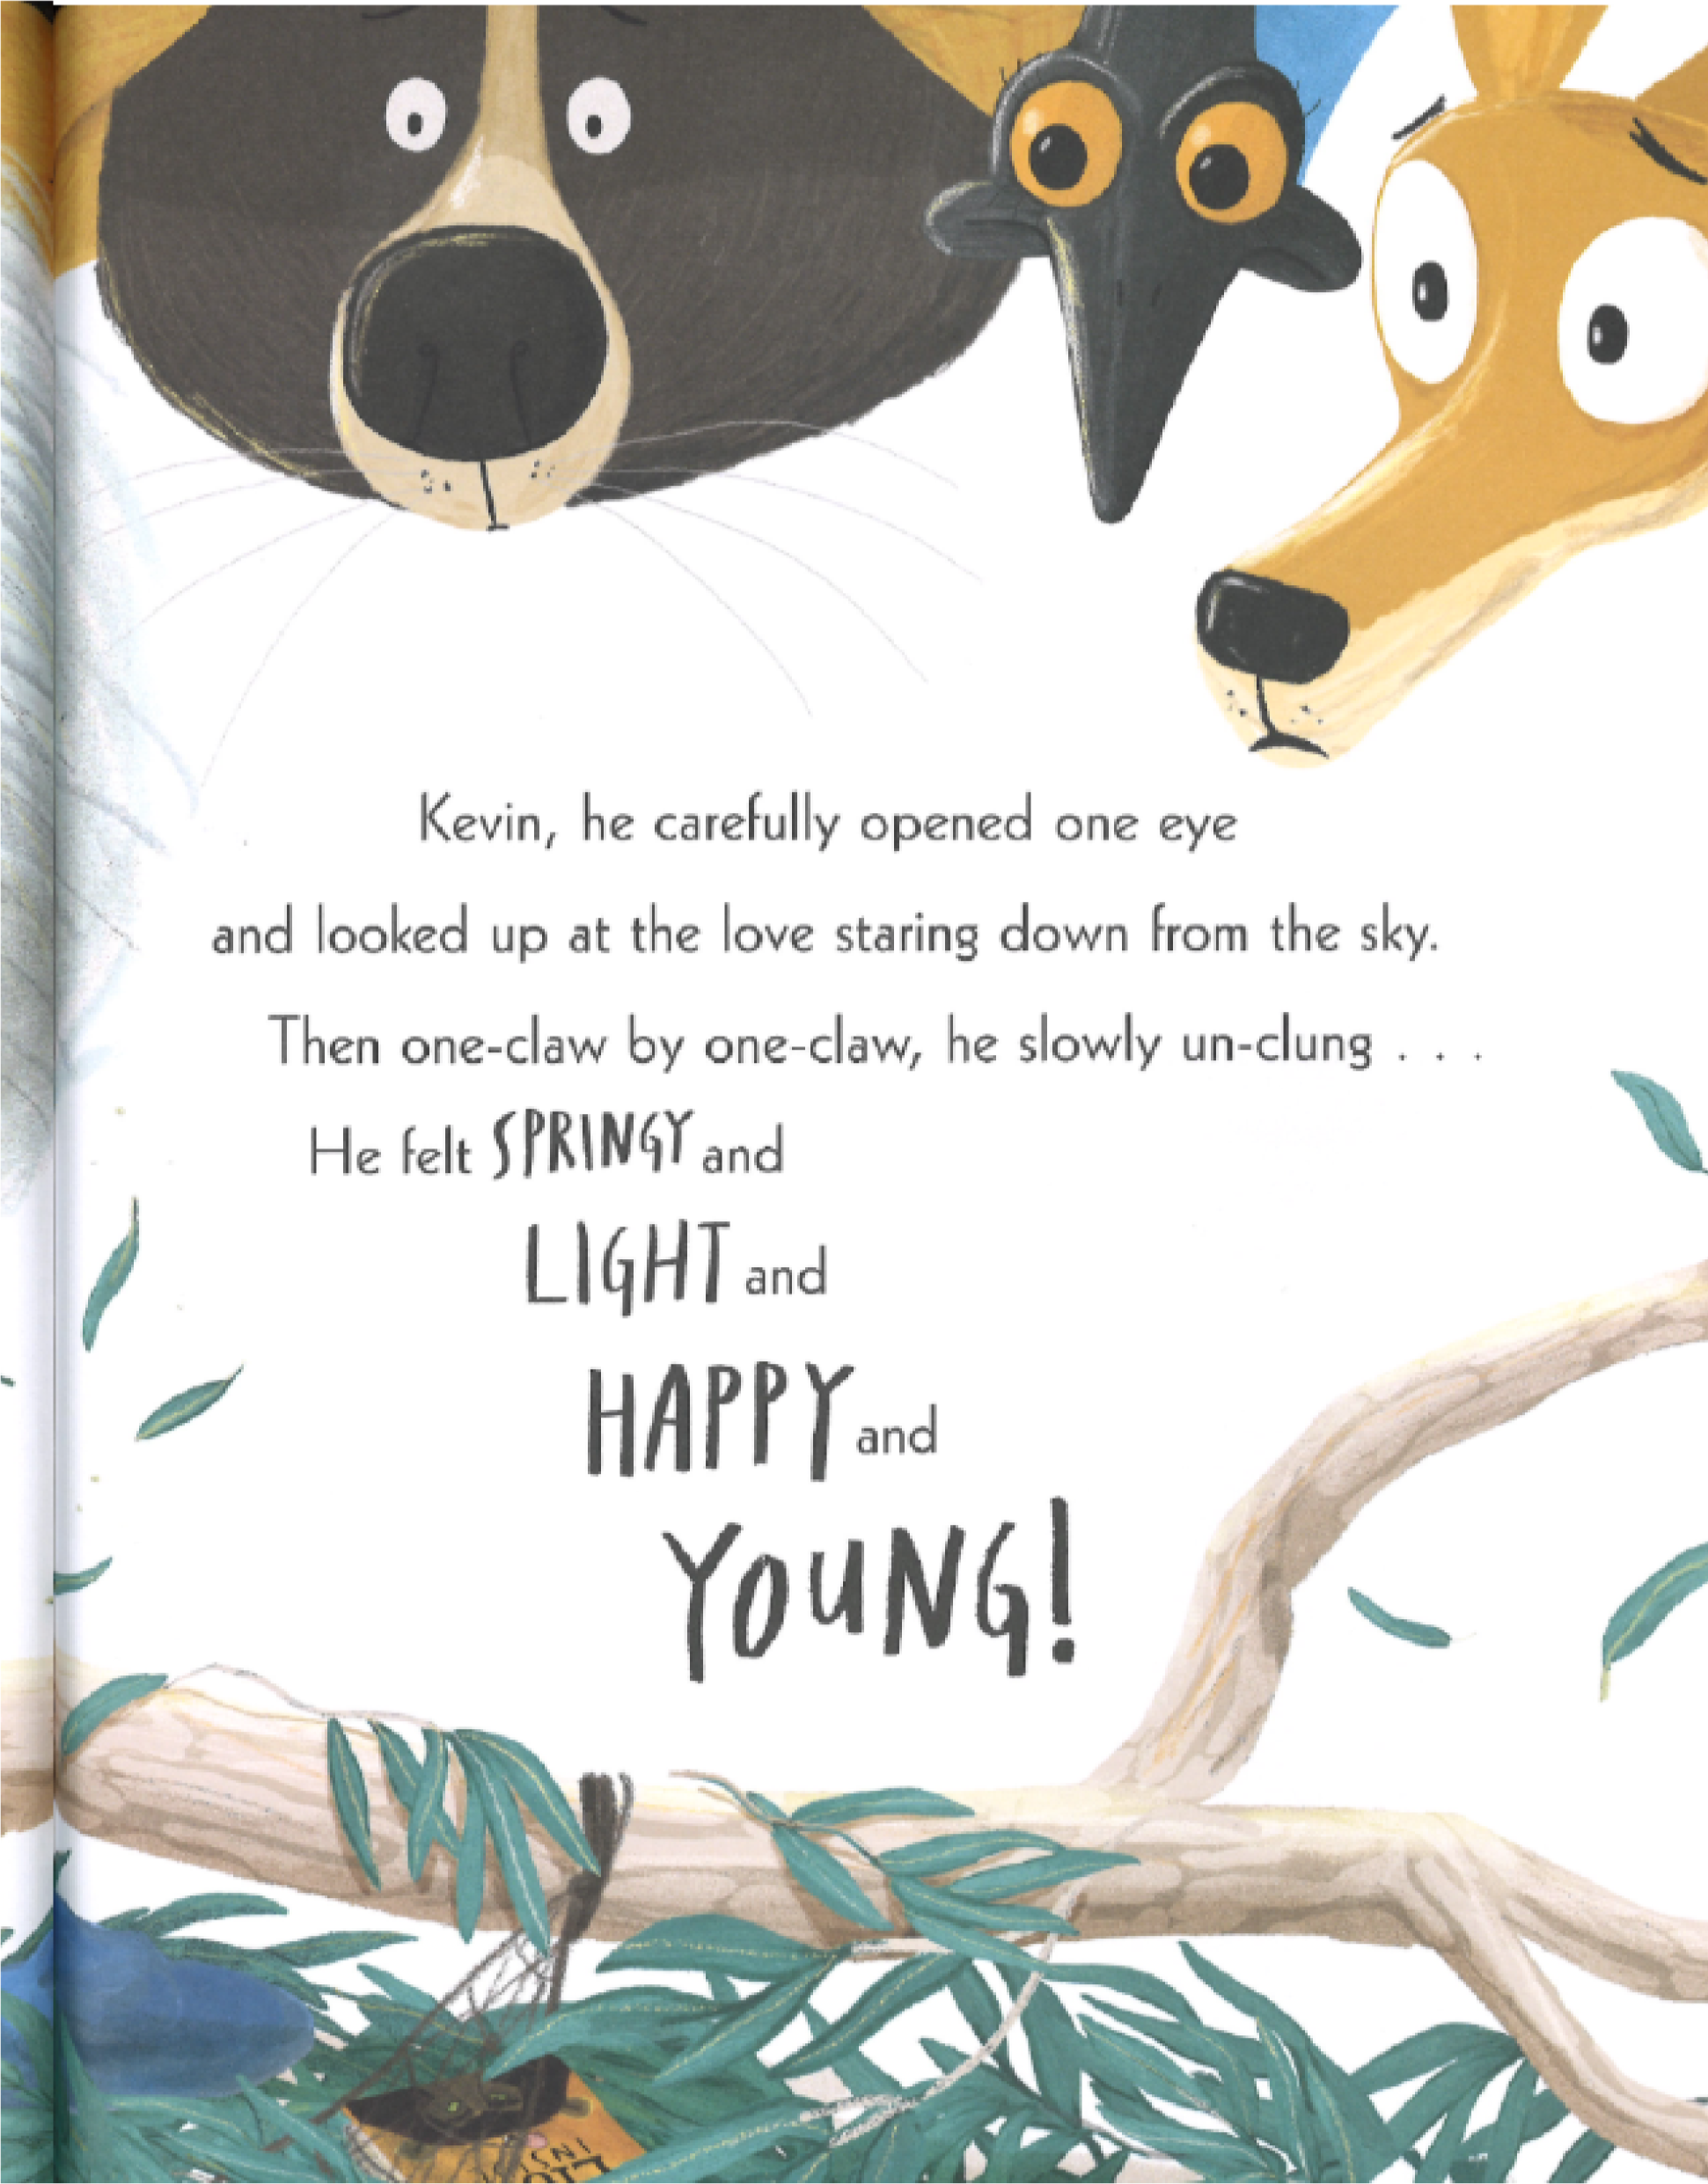 Kevin, he carefully opened one eye
and looked up at the love staring down from the sky.
Then one-claw by one-claw, he slowly un-clung . . .
He felt SPRINGY and
LIGHT and
HAPPY and
YOUNG!